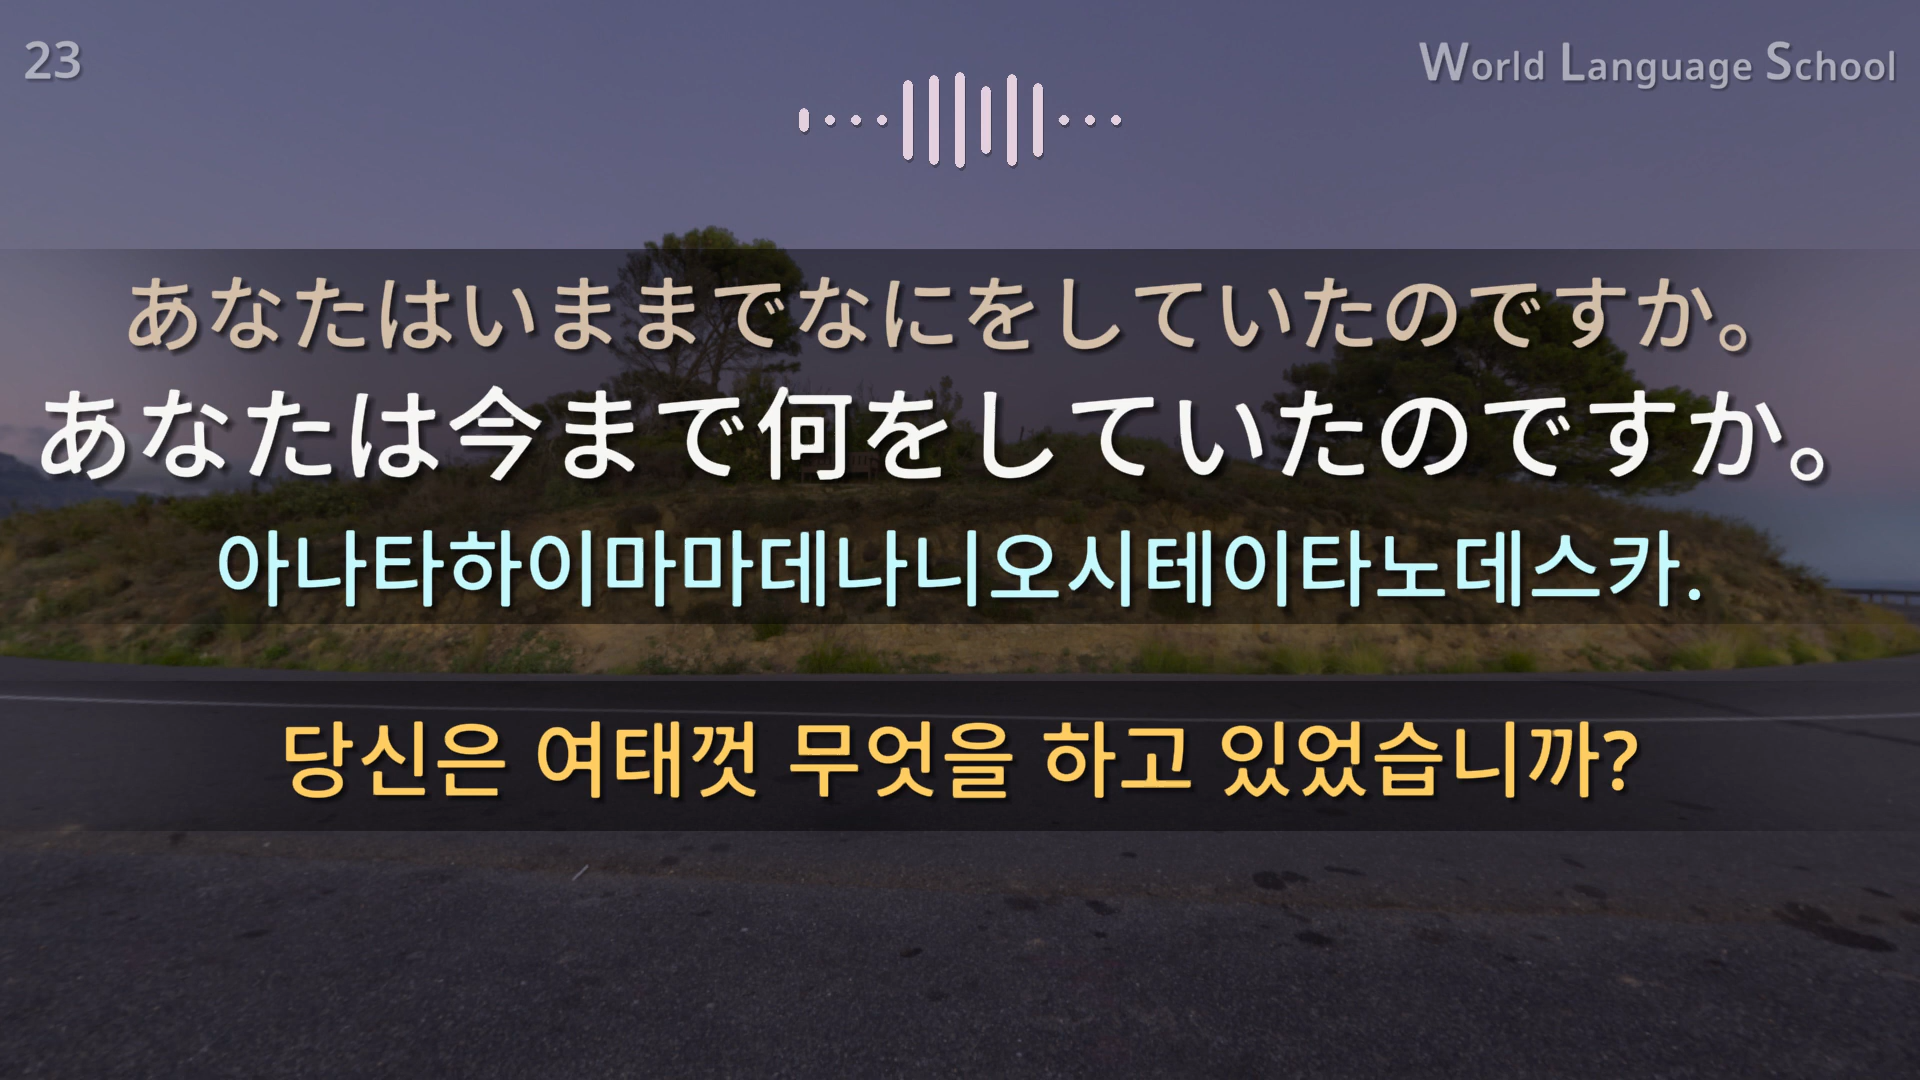 23
World Language School
あなたはいままでなにをしていたのですか。
あなたは今まで何をしていたのですか。
아나타하이마마데나니오시테이타노데스카.
당신은 여태껏 무엇을 하고 있었습니까?